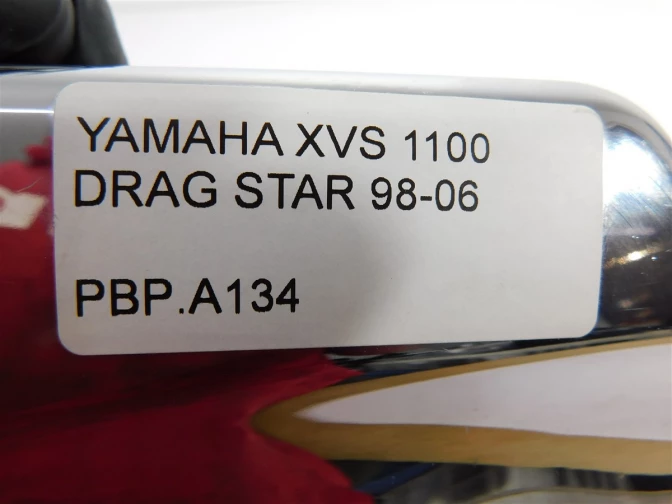 YAMAHA XVS 1100
DRAG STAR 98-06
PBP.A134